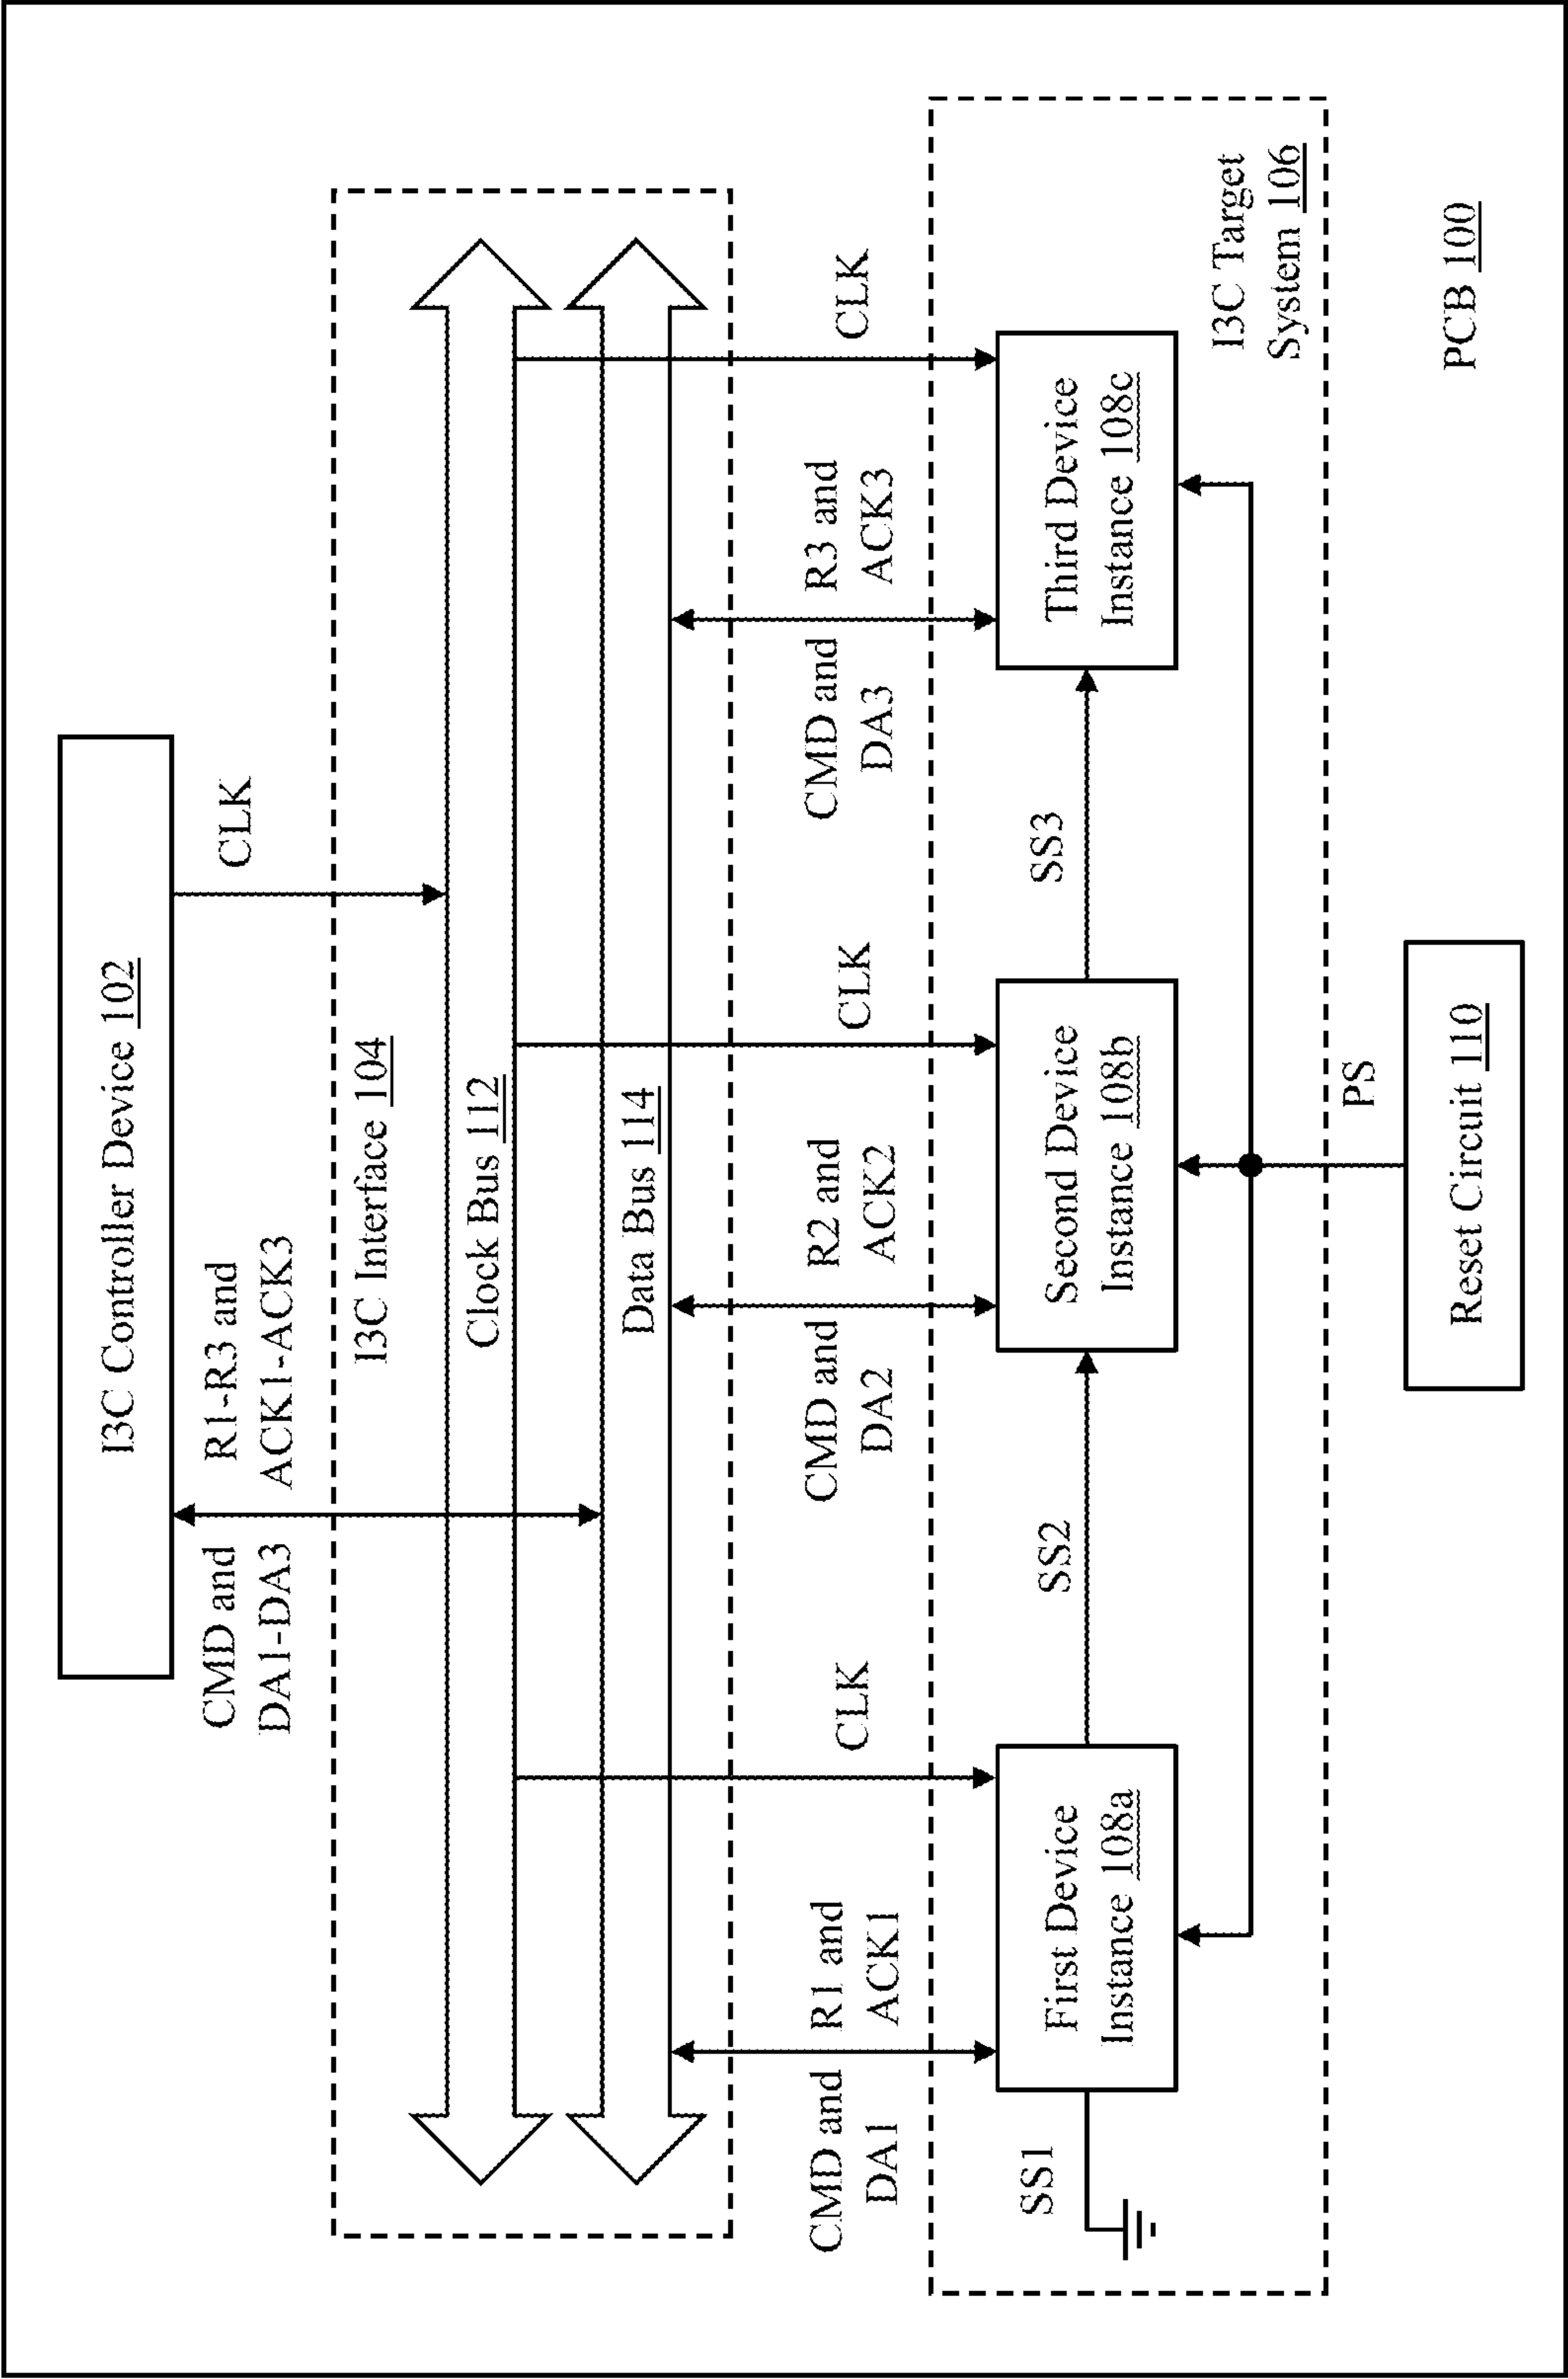 I3C Controller Device 102
CMD and
DA1-DA3
R1-R3 and
ACK1-ACK3
CLK
I3C Interface 104
Clock Bus 112
Data Bus 114
CMD and
DA1
R1 and
ACK1
CLK
CMD and
DA2
R2 and
ACK2
CLK
CMD and
DA3
R3 and
ACK3
CLK
SS1
First Device
Instance 108a
SS2
Second Device
Instance 108b
SS3
Third Device
Instance 108c
I3C Target
System 106
PS
Reset Circuit 110
PCB 100